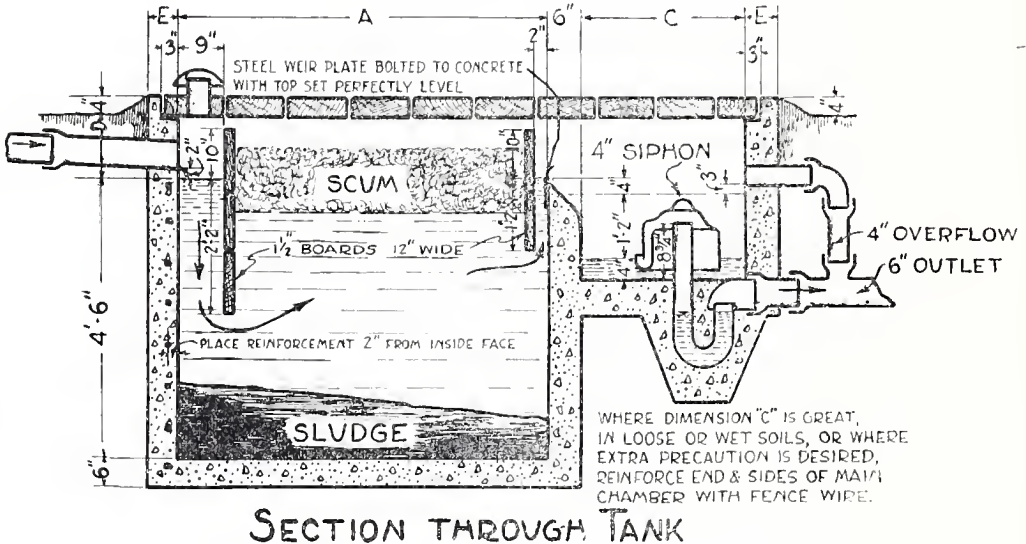 E A 6" C E
3" 9" 2" 3"
STEEL WEIR PLATE BOLTED TO CONCRETE
WITH TOP SET PERFECTLY LEVEL
4" 4"
2" 10" 10"
4" SIPHON
SCUM
4" 3"
2'2" 1'2" 1'2"
1½" BOARDS 12" WIDE
4" OVERFLOW
6" OUTLET
4"
4'-6"
PLACE REINFORCEMENT 2" FROM INSIDE FACE
SLUDGE
6"
WHERE DIMENSION "C" IS GREAT,
IN LOOSE OR WET SOILS, OR WHERE
EXTRA PRECAUTION IS DESIRED,
REINFORCE END & SIDES OF MAIN
CHAMBER WITH FENCE WIRE.
SECTION THROUGH TANK